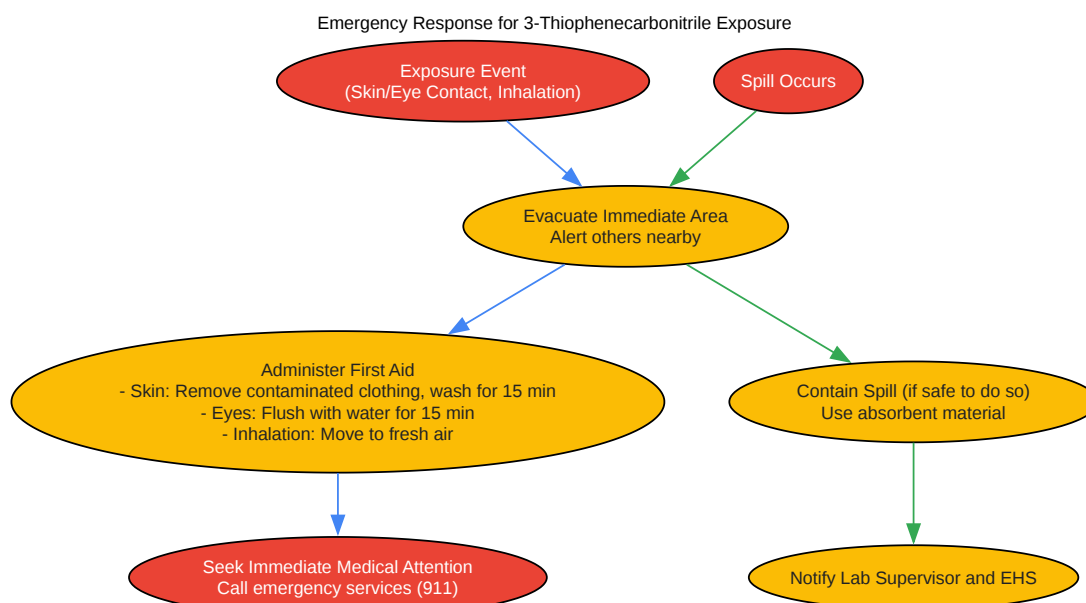 Emergency Response for 3-Thiophenecarbonitrile Exposure
Exposure Event
(Skin/Eye Contact, Inhalation)
Spill Occurs
Evacuate Immediate Area
Alert others nearby
Administer First Aid
- Skin: Remove contaminated clothing, wash for 15 min
- Eyes: Flush with water for 15 min
- Inhalation: Move to fresh air
Contain Spill (if safe to do so)
Use absorbent material
Seek Immediate Medical Attention
Call emergency services (911)
Notify Lab Supervisor and EHS